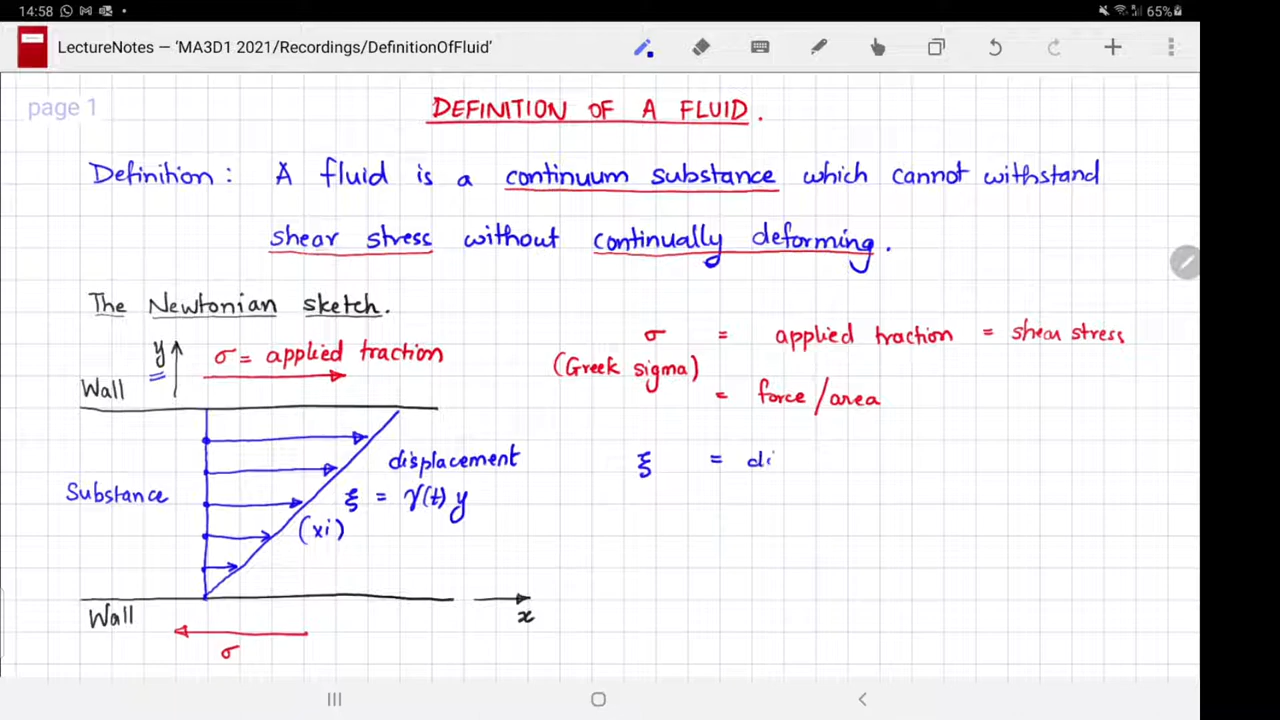 14:58
65%
LectureNotes — 'MA3D1 2021/Recordings/DefinitionOfFluid'
page 1
DEFINITION OF A FLUID.
Definition: A fluid is a continuum substance which cannot withstand
shear stress without continually deforming.
The Newtonian sketch.
y
σ = applied traction
Wall
displacement
Substance
ξ = γ(t) y
(xi)
Wall
x
σ
σ = applied traction = shear stress
(Greek sigma)
= force/area
ξ = di